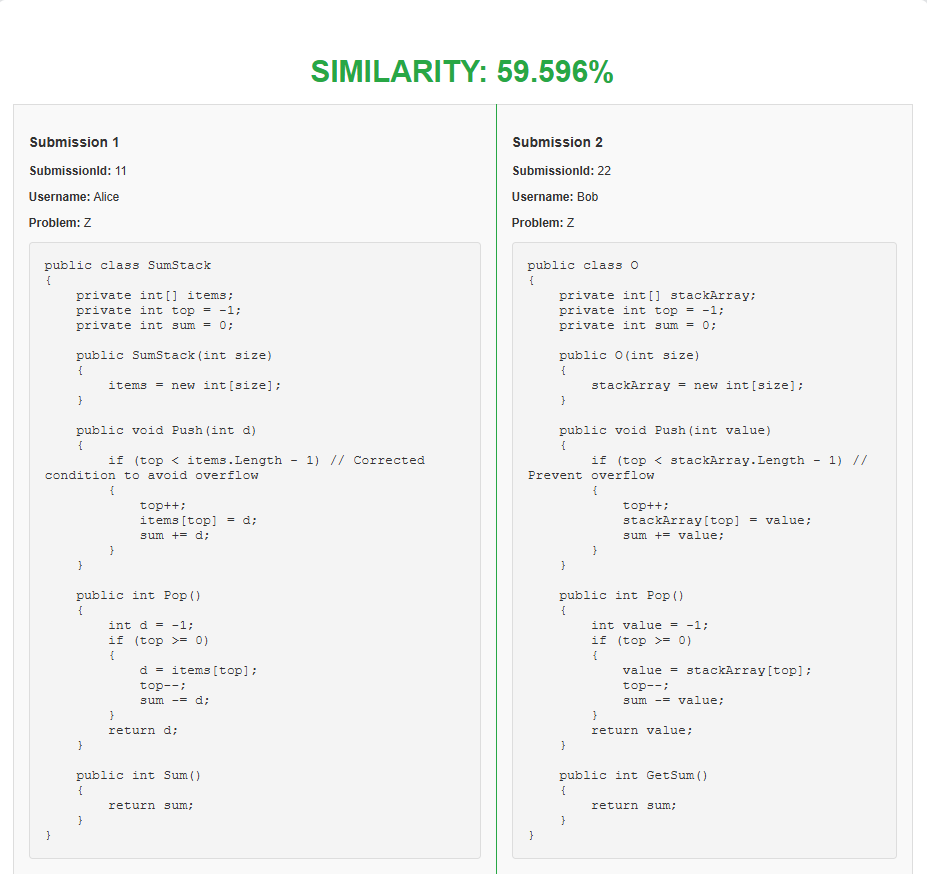 SIMILARITY: 59.596%
Submission 1
SubmissionId: 11
Username: Alice
Problem: Z
public class SumStack
{
    private int[] items;
    private int top = -1;
    private int sum = 0;
    public SumStack(int size)
    {
        items = new int[size];
    }
    public void Push(int d)
    {
        if (top < items.Length - 1) // Corrected
condition to avoid overflow
        {
            top++;
            items[top] = d;
            sum += d;
        }
    }
    public int Pop()
    {
        int d = -1;
        if (top >= 0)
        {
            d = items[top];
            top--;
            sum -= d;
        }
        return d;
    }
    public int Sum()
    {
        return sum;
    }
}
Submission 2
SubmissionId: 22
Username: Bob
Problem: Z
public class O
{
    private int[] stackArray;
    private int top = -1;
    private int sum = 0;
    public O(int size)
    {
        stackArray = new int[size];
    }
    public void Push(int value)
    {
        if (top < stackArray.Length - 1) //
Prevent overflow
        {
            top++;
            stackArray[top] = value;
            sum += value;
        }
    }
    public int Pop()
    {
        int value = -1;
        if (top >= 0)
        {
            value = stackArray[top];
            top--;
            sum -= value;
        }
        return value;
    }
    public int GetSum()
    {
        return sum;
    }
}